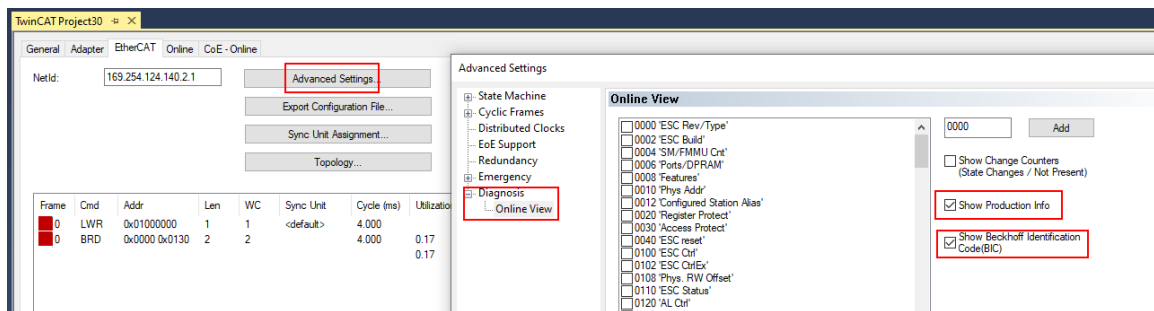 TwinCAT Project30
General Adapter EtherCAT Online CoE - Online
NetId: 169.254.124.140.2.1
Advanced Settings...
Export Configuration File...
Sync Unit Assignment...
Topology...
Frame Cmd Addr Len WC Sync Unit Cycle (ms) Utilizatio
0 LWR 0x01000000 1 1 <default> 4.000
0 BRD 0x0000 0x0130 2 2 4.000 0.17
0.17
Advanced Settings
State Machine
Cyclic Frames
Distributed Clocks
EoE Support
Redundancy
Emergency
Diagnosis
Online View
Online View
0000 'ESC Rev/Type'
0002 'ESC Build'
0004 'SM/FMMU Cnt'
0006 'Ports/DPRAM'
0008 'Features'
0010 'Phys Addr'
0012 'Configured Station Alias'
0020 'Register Protect'
0030 'Access Protect'
0040 'ESC reset'
0100 'ESC Ctrl'
0102 'ESC CtrlEx'
0108 'Phys. RW Offset'
0110 'ESC Status'
0120 'AL Ctrl'
0000 Add
Show Change Counters
(State Changes / Not Present)
Show Production Info
Show Beckhoff Identification
Code(BIC)